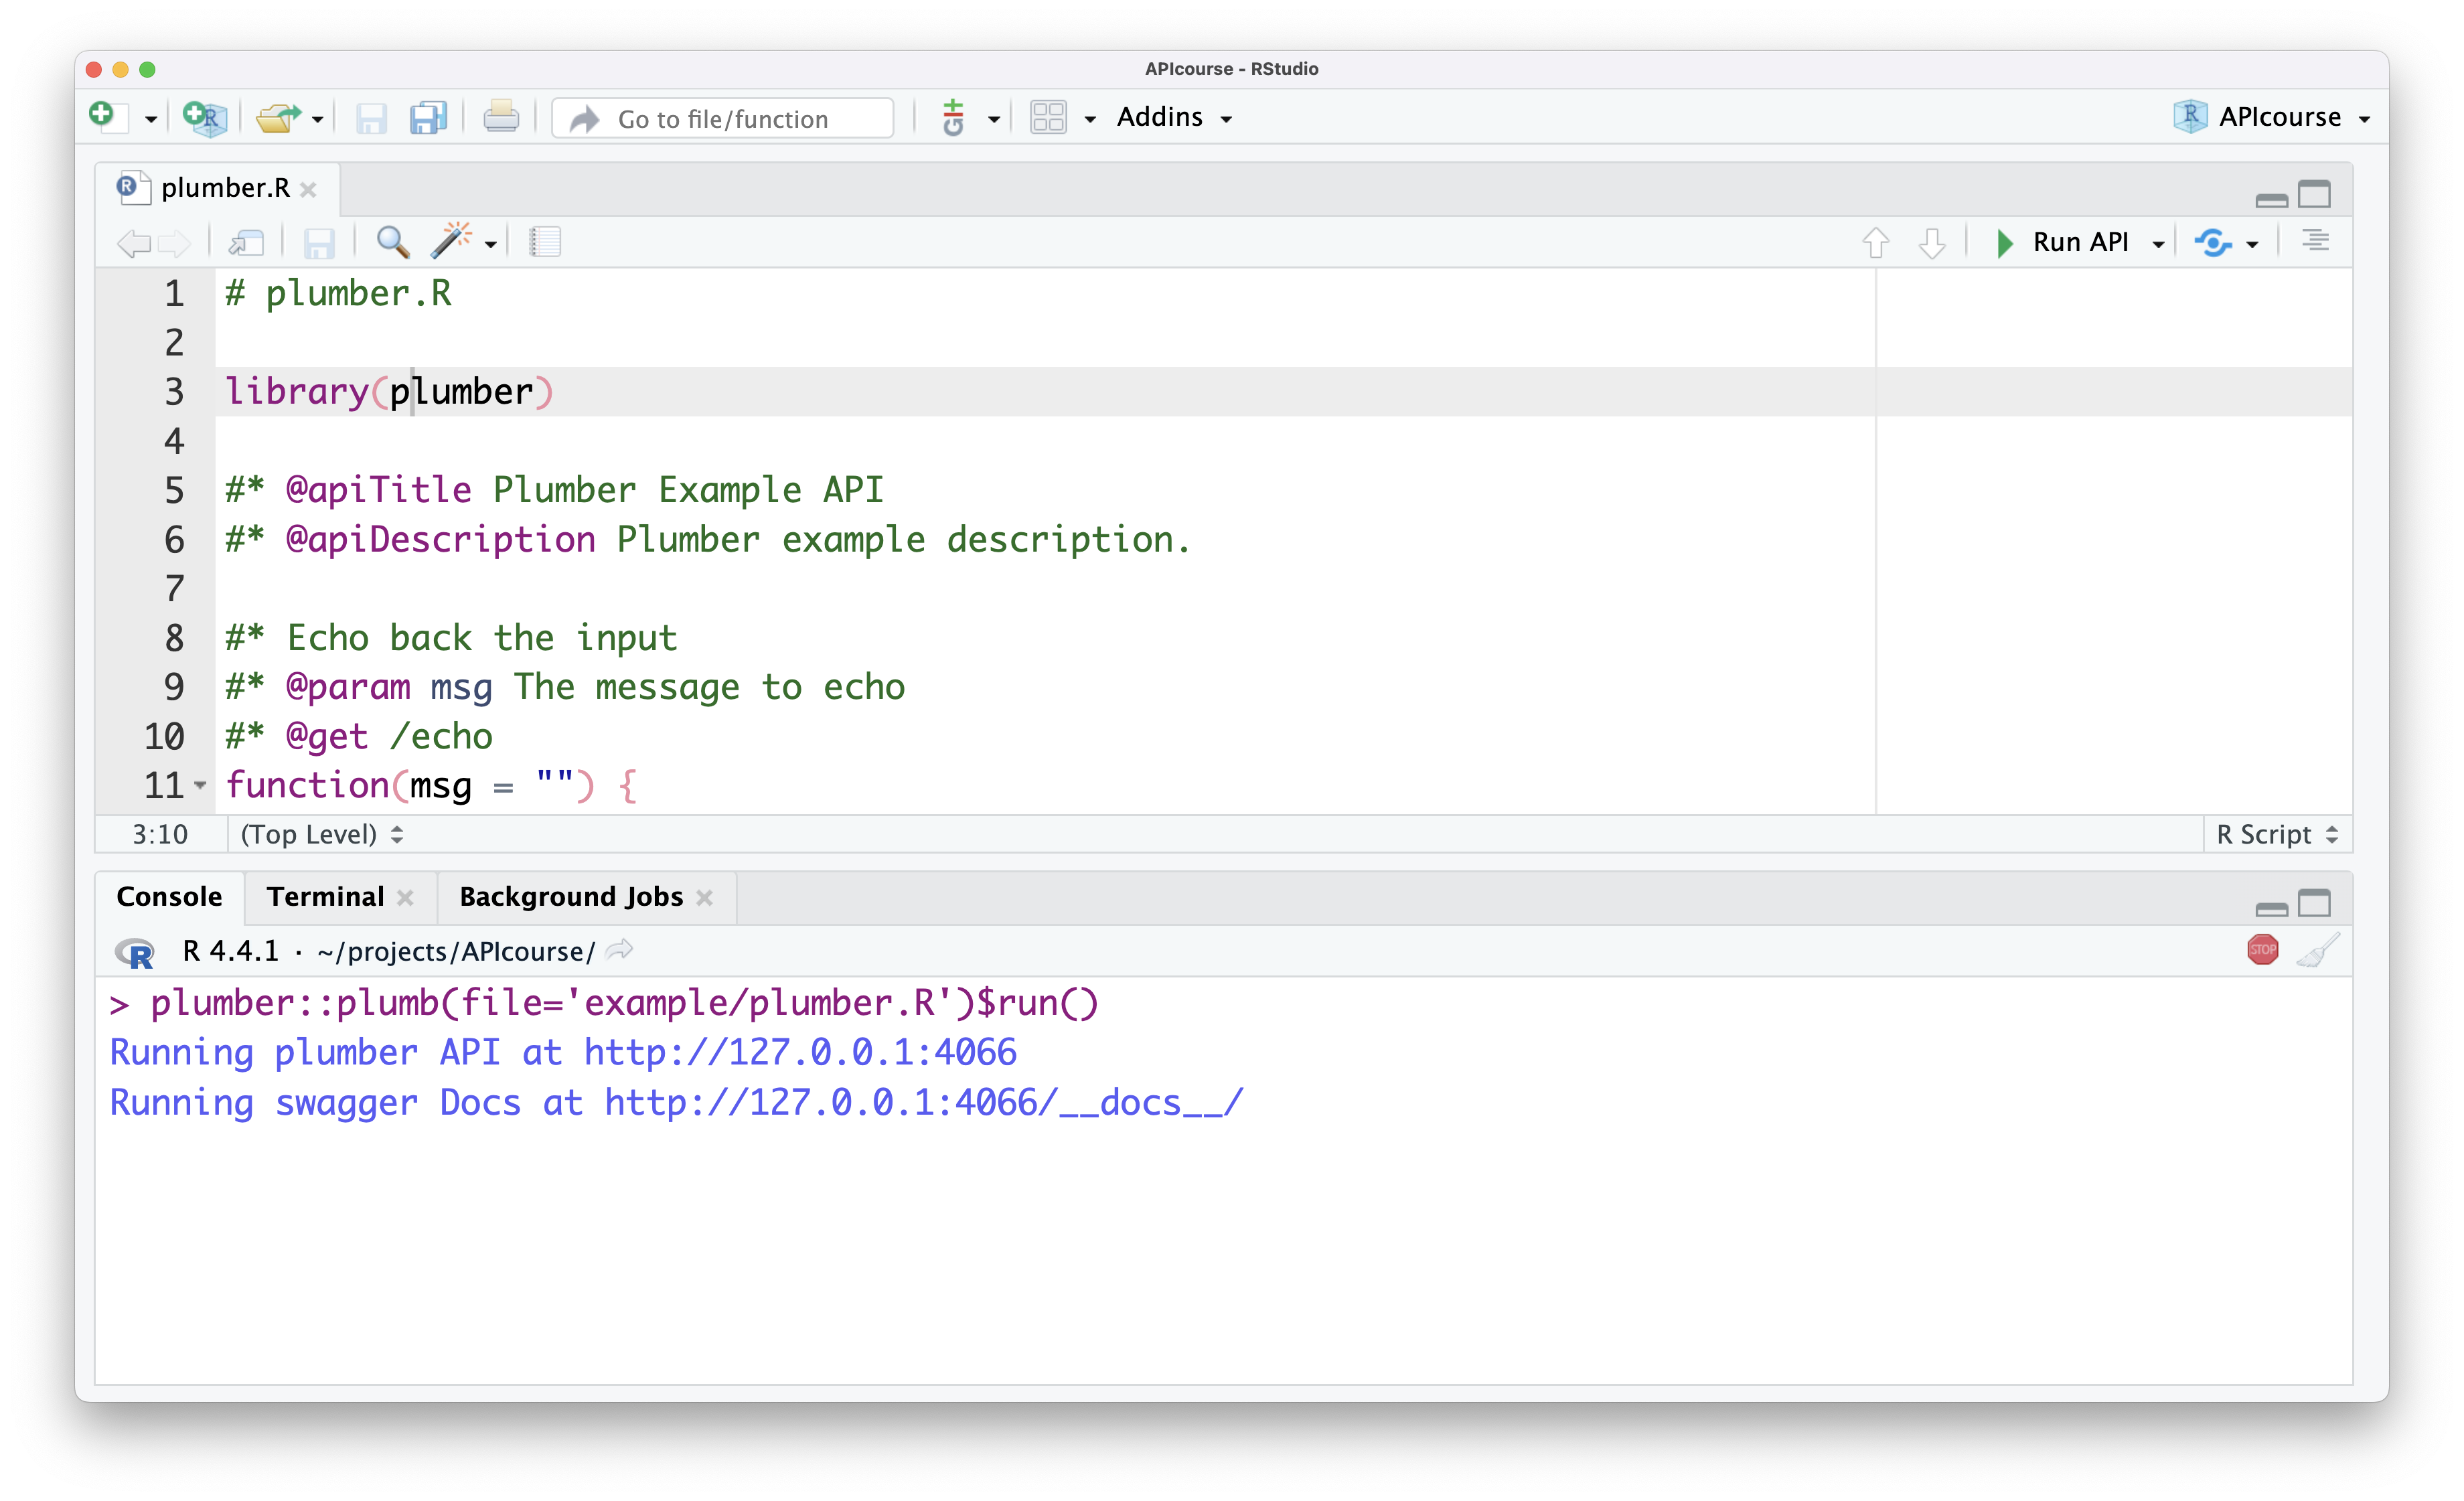 APIcourse - RStudio
Go to file/function
Git
Addins
R APIcourse
R plumber.R
Run API
1 # plumber.R
2
3 library(plumber)
4
5 #* @apiTitle Plumber Example API
6 #* @apiDescription Plumber example description.
7
8 #* Echo back the input
9 #* @param msg The message to echo
10 #* @get /echo
11 function(msg = "") {
3:10 (Top Level) R Script
Console Terminal Background Jobs
R R 4.4.1 · ~/projects/APIcourse/ STOP
> plumber::plumb(file='example/plumber.R')$run()
Running plumber API at http://127.0.0.1:4066
Running swagger Docs at http://127.0.0.1:4066/__docs__/